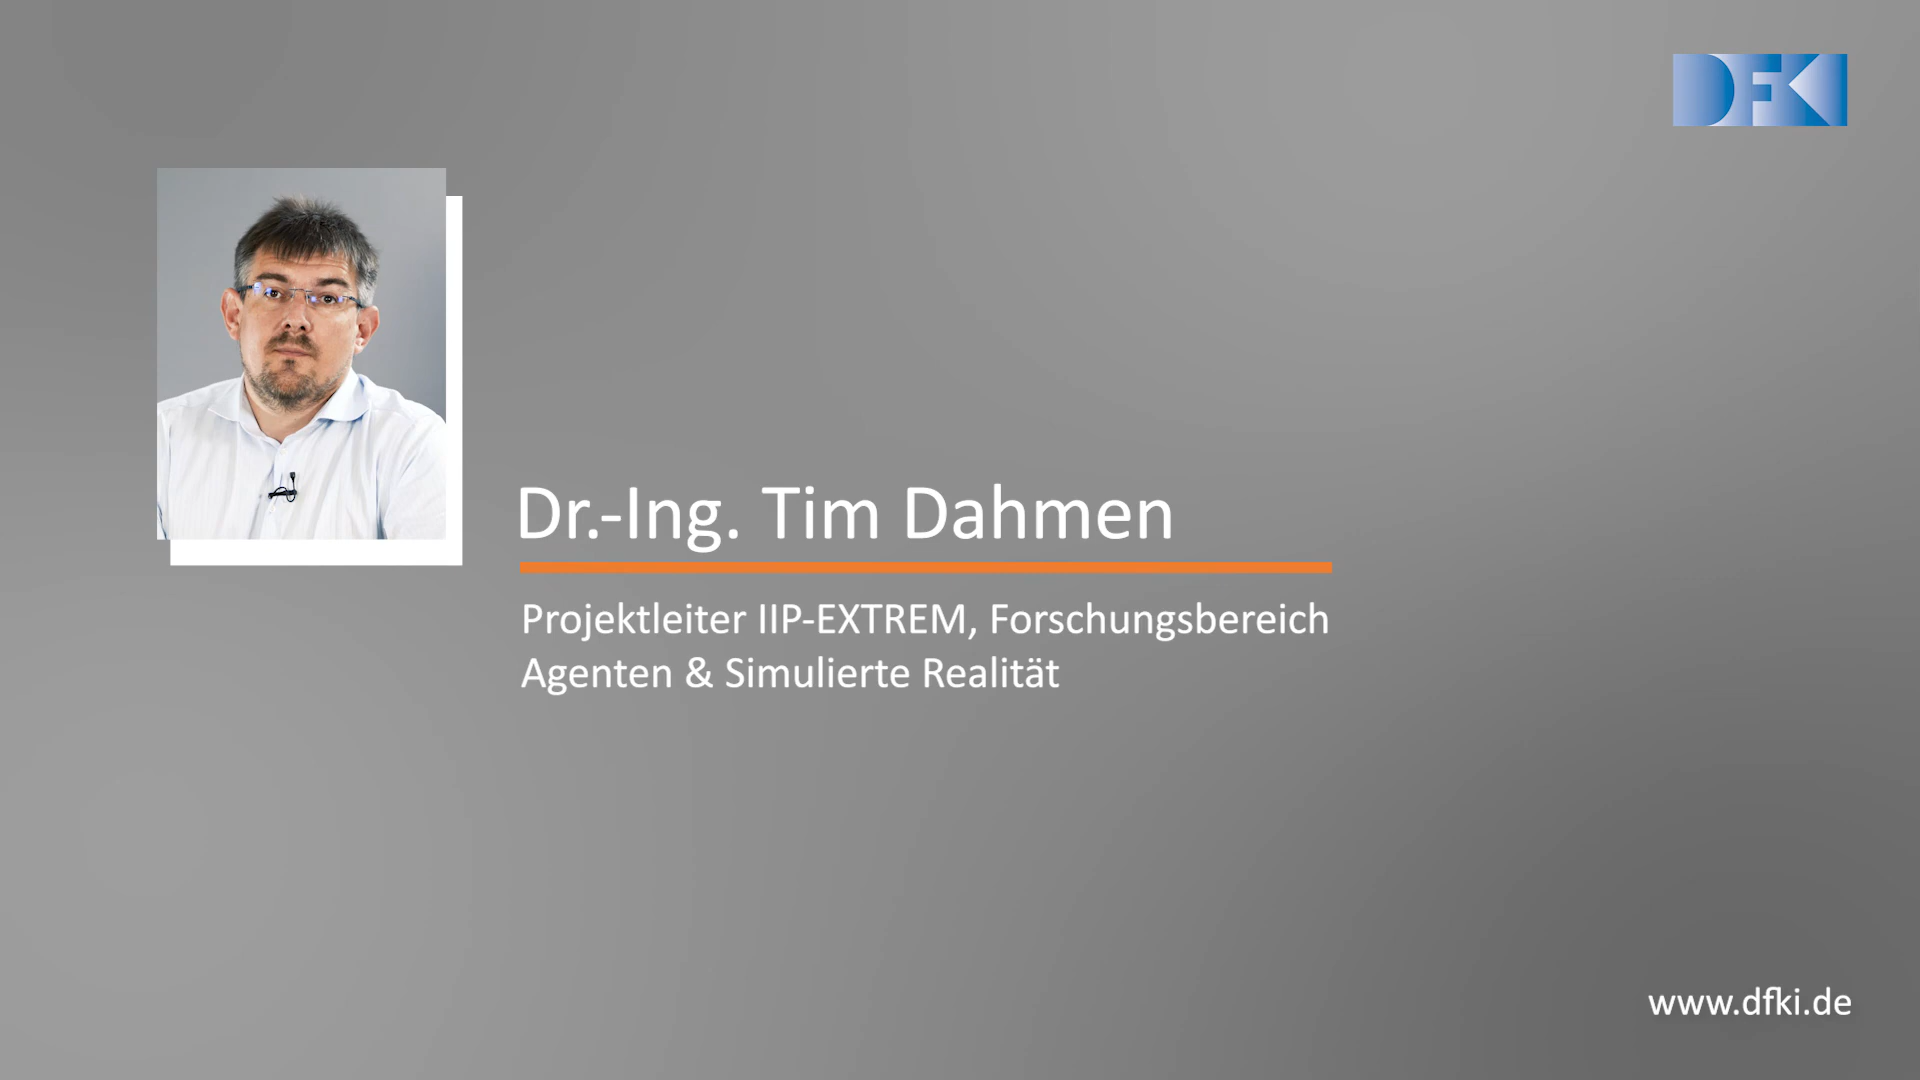 DFKI
Dr.-Ing. Tim Dahmen
Projektleiter IIP-EXTREM, Forschungsbereich
Agenten & Simulierte Realität
www.dfki.de